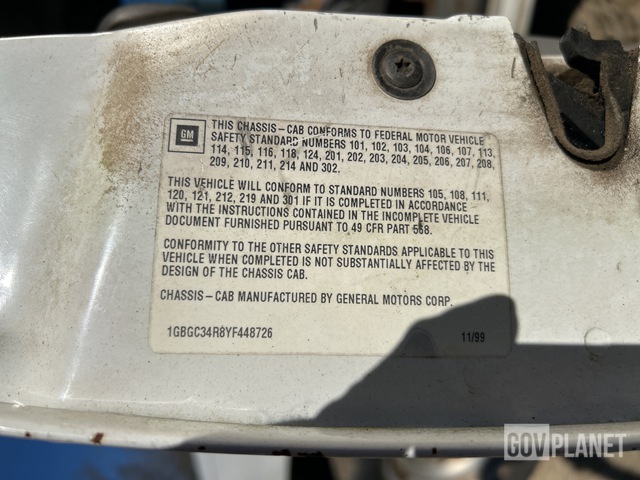 GM
THIS CHASSIS-CAB CONFORMS TO FEDERAL MOTOR VEHICLE
SAFETY STANDARD NUMBERS 101, 102, 103, 104, 106, 107, 113,
114, 115, 116, 118, 124, 201, 202, 203, 204, 205, 206, 207, 208,
209, 210, 211, 214 AND 302.
THIS VEHICLE WILL CONFORM TO STANDARD NUMBERS 105, 108, 111,
120, 121, 212, 219 AND 301 IF IT IS COMPLETED IN ACCORDANCE
WITH THE INSTRUCTIONS CONTAINED IN THE INCOMPLETE VEHICLE
DOCUMENT FURNISHED PURSUANT TO 49 CFR PART 568.
CONFORMITY TO THE OTHER SAFETY STANDARDS APPLICABLE TO THIS
VEHICLE WHEN COMPLETED IS NOT SUBSTANTIALLY AFFECTED BY THE
DESIGN OF THE CHASSIS CAB.
CHASSIS-CAB MANUFACTURED BY GENERAL MOTORS CORP.
1GBGC34R8YF448726 11/99
GOVPLANET